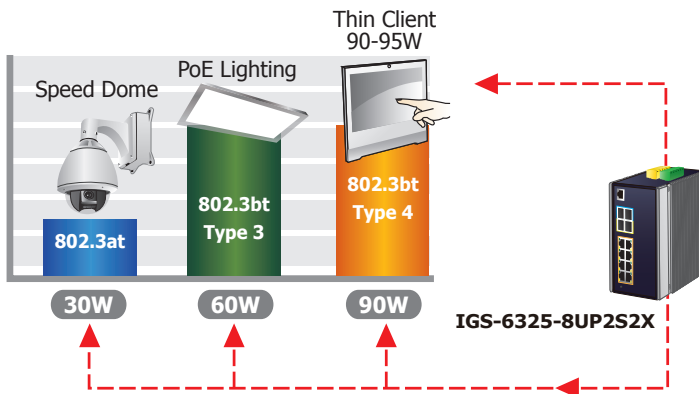 Thin Client
90-95W
PoE Lighting
Speed Dome
802.3at
802.3bt
Type 3
802.3bt
Type 4
30W
60W
90W
IGS-6325-8UP2S2X